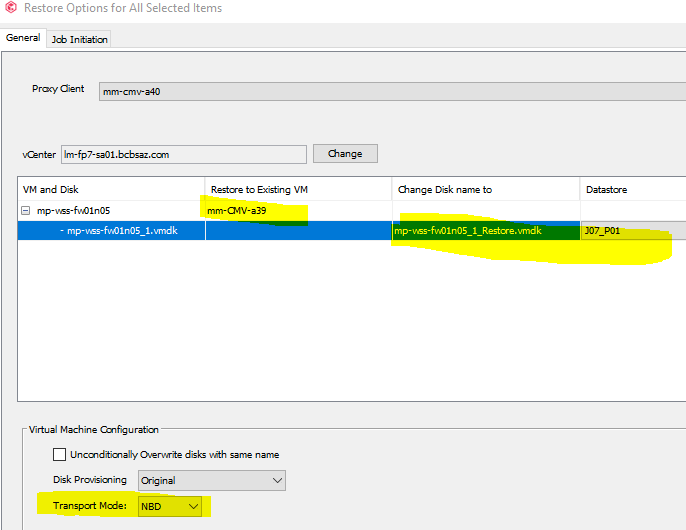 Restore Options for All Selected Items
General Job Initiation
Proxy Client mm-cmv-a40
vCenter lm-fp7-sa01.bcbsaz.com Change
VM and Disk Restore to Existing VM Change Disk name to Datastore
mp-wss-fw01n05 mm-CMV-a39
- mp-wss-fw01n05_1.vmdk mp-wss-fw01n05_1_Restore.vmdk J07_P01
Virtual Machine Configuration
Unconditionally Overwrite disks with same name
Disk Provisioning Original
Transport Mode: NBD